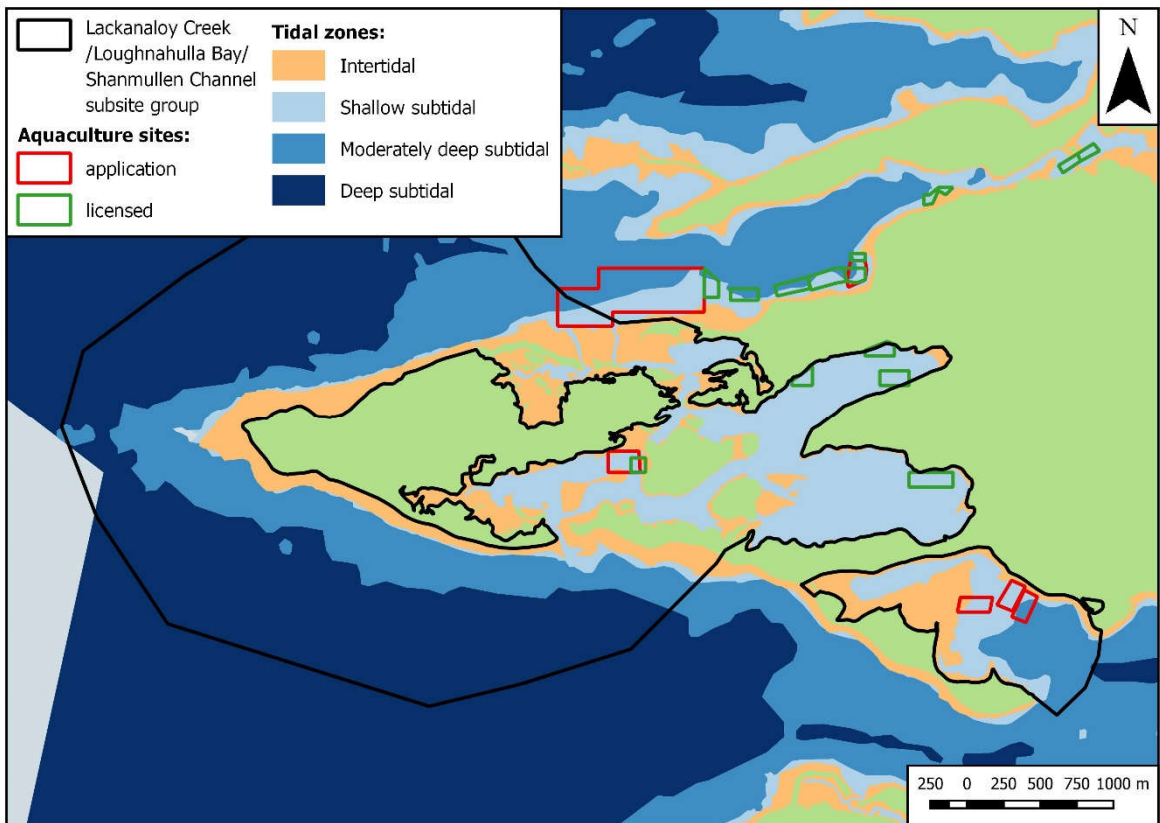 Lackanaloy Creek
/Loughnahulla Bay/
Shanmullen Channel
subsite group
Aquaculture sites:
application
licensed
Tidal zones:
Intertidal
Shallow subtidal
Moderately deep subtidal
Deep subtidal
N
250 0 250 500 750 1000 m